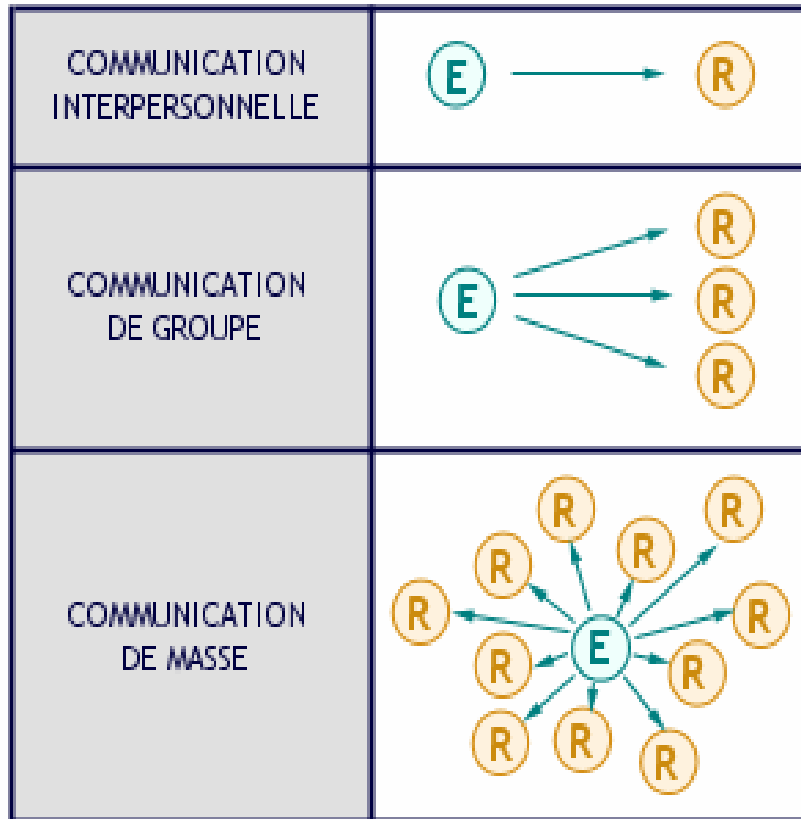 COMMUNICATION
INTERPERSONNELLE
E R
COMMUNICATION
DE GROUPE
R
E R
R
COMMUNICATION
DE MASSE
R R
R R
R R
E
R R
R R R